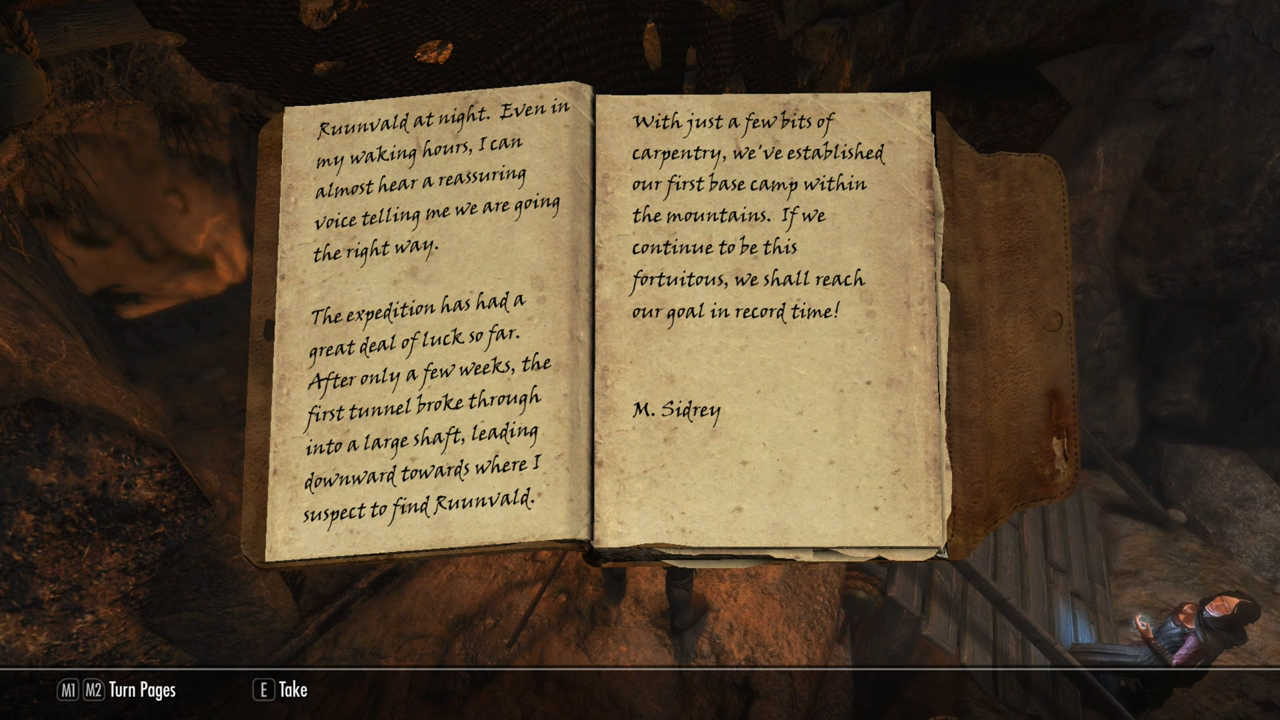 Ruunvald at night. Even in
my waking hours, I can
almost hear a reassuring
voice telling me we are going
the right way.
The expedition has had a
great deal of luck so far.
After only a few weeks, the
first tunnel broke through
into a large shaft, leading
downward towards where I
suspect to find Ruunvald.
With just a few bits of
carpentry, we've established
our first base camp within
the mountains. If we
continue to be this
fortuitous, we shall reach
our goal in record time!
M. Sidrey
M1 M2 Turn Pages
E Take